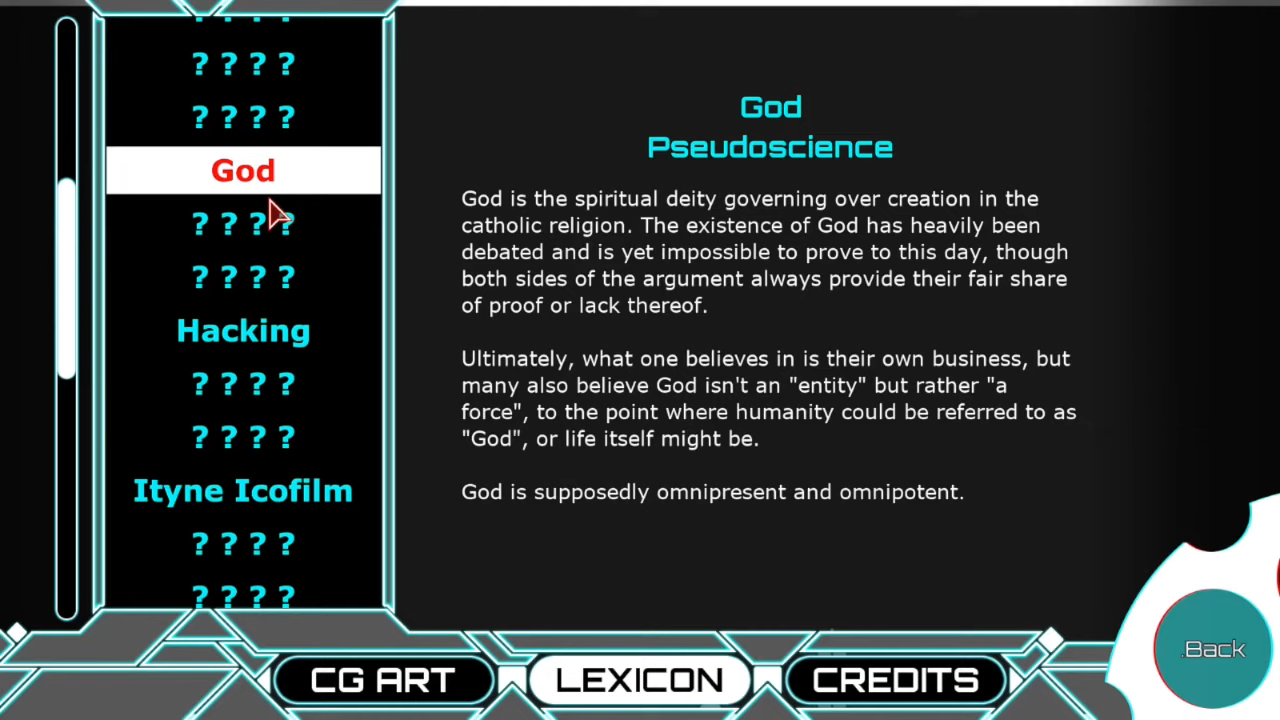 ? ? ? ?
? ? ? ?
? ? ? ?
God
? ? ? ?
? ? ? ?
Hacking
? ? ? ?
? ? ? ?
Ityne Icofilm
? ? ? ?
? ? ? ?
God
Pseudoscience
God is the spiritual deity governing over creation in the
catholic religion. The existence of God has heavily been
debated and is yet impossible to prove to this day, though
both sides of the argument always provide their fair share
of proof or lack thereof.
Ultimately, what one believes in is their own business, but
many also believe God isn't an "entity" but rather "a
force", to the point where humanity could be referred to as
"God", or life itself might be.
God is supposedly omnipresent and omnipotent.
.Back
CG ART
LEXICON
CREDITS